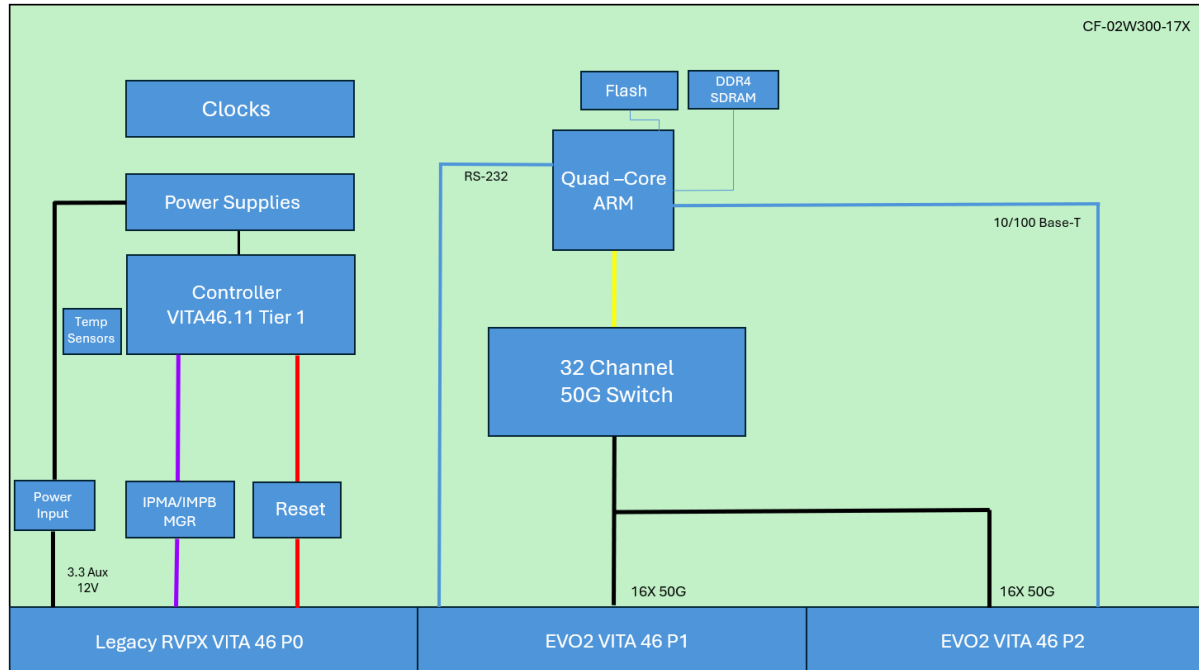 CF-02W300-17X
Clocks
Flash
DDR4
SDRAM
RS-232
Quad –Core
ARM
Power Supplies
10/100 Base-T
Controller
VITA46.11 Tier 1
Temp
Sensors
32 Channel
50G Switch
Power
Input
IPMA/IMPB
MGR
Reset
3.3 Aux
12V
16X 50G
16X 50G
Legacy RVPX VITA 46 P0
EVO2 VITA 46 P1
EVO2 VITA 46 P2